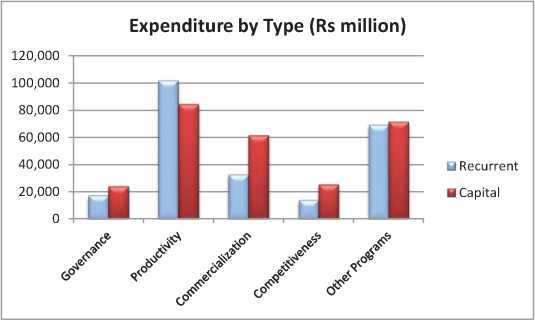 Expenditure by Type (Rs million)
120,000
100,000
80,000
60,000
40,000
20,000
0
Recurrent
Capital
Governance
Productivity
Commercialization
Competitiveness
Other Programs